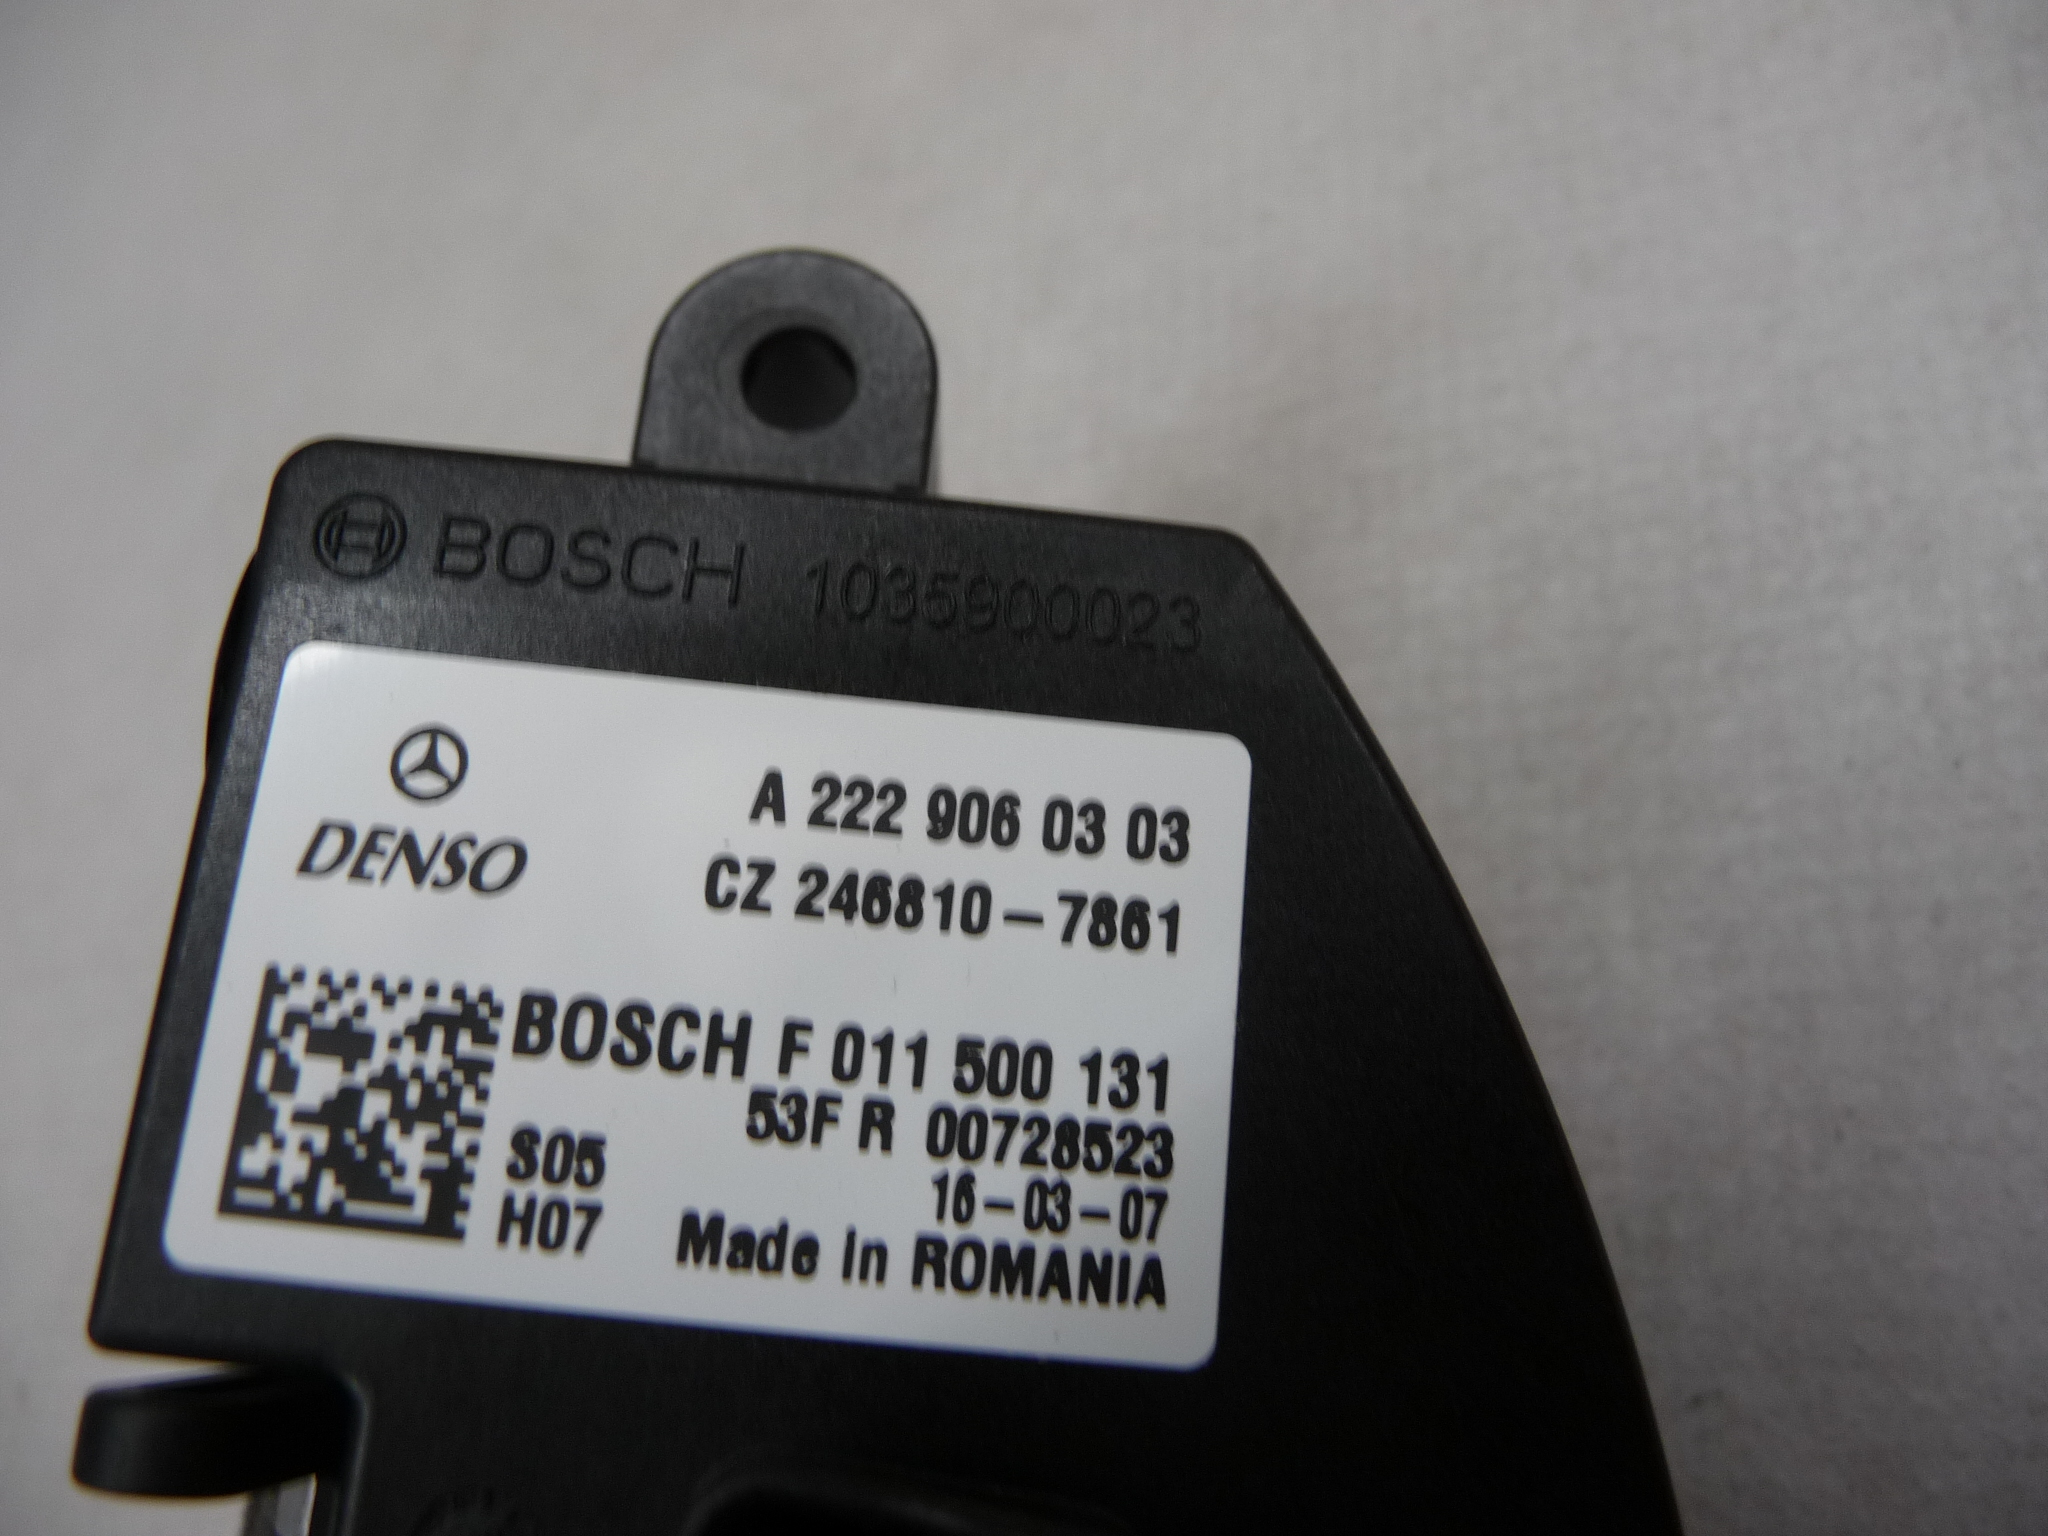 BOSCH 1035900023
A 222 906 03 03
DENSO
CZ 246810-7861
BOSCH F 011 500 131
53F R 00728523
S05
16-03-07
H07
Made in ROMANIA